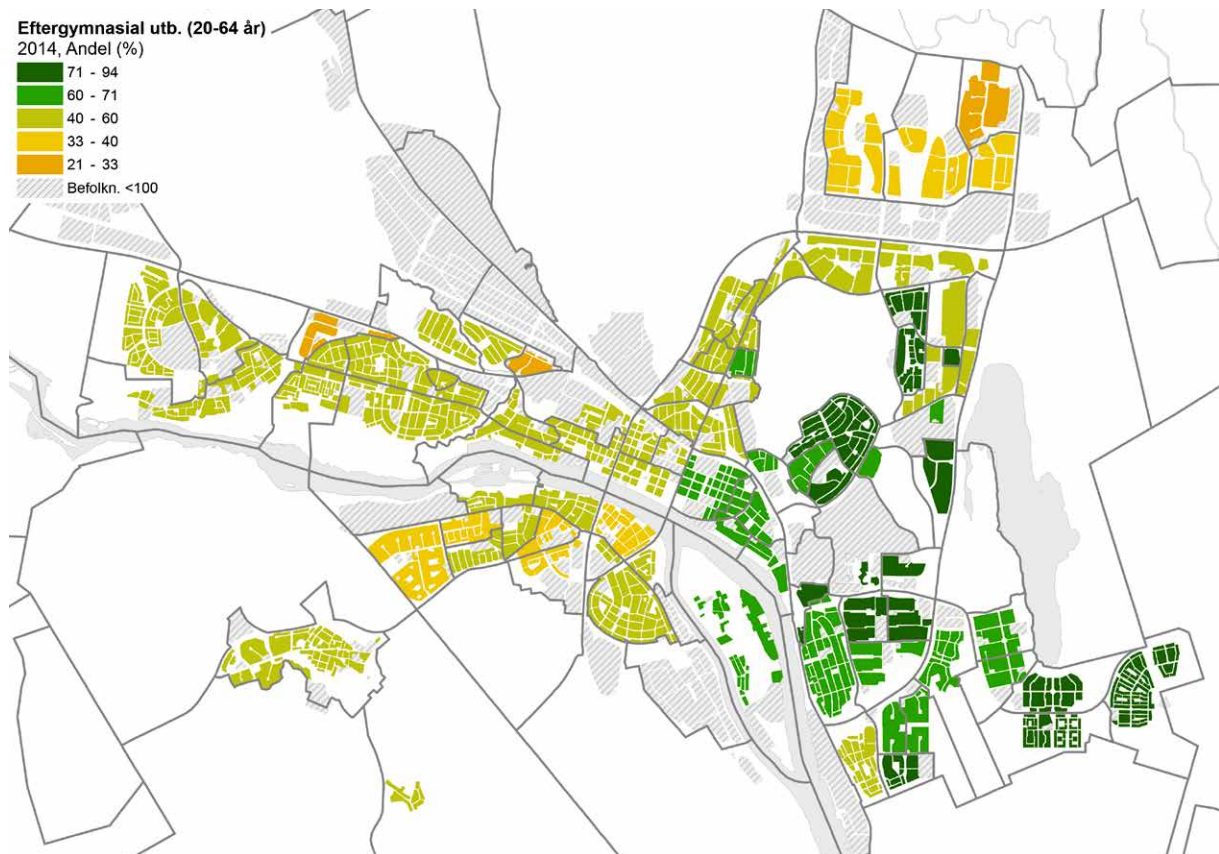 Eftergymnasial utb. (20-64 år)
2014, Andel (%)
71 - 94
60 - 71
40 - 60
33 - 40
21 - 33
Befolkn. <100